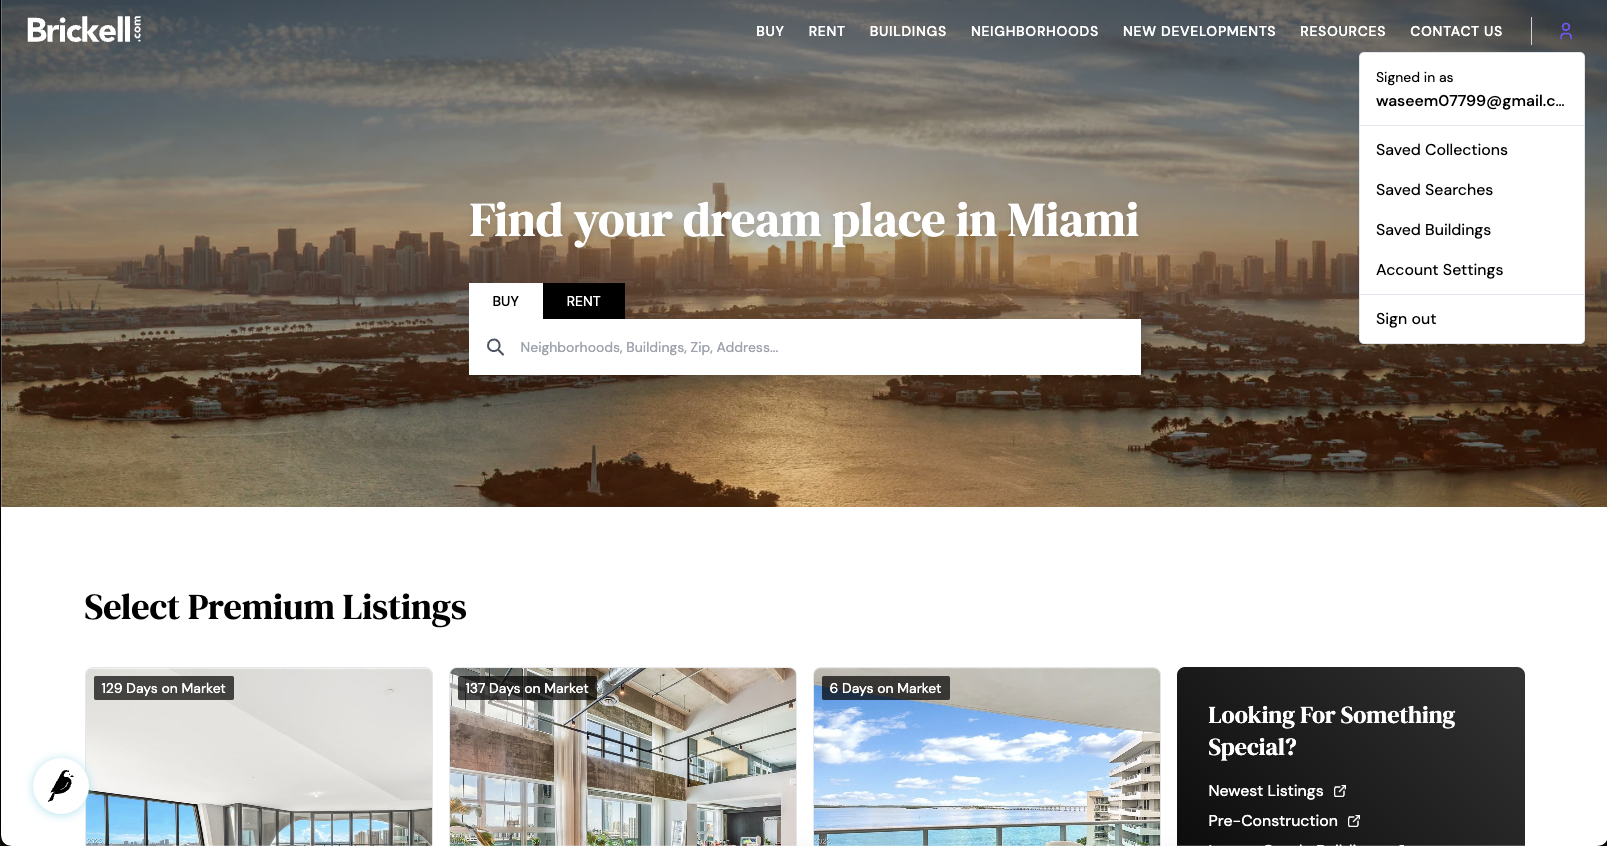 Brickell.com
BUY RENT BUILDINGS NEIGHBORHOODS NEW DEVELOPMENTS RESOURCES CONTACT US
Signed in as
waseem07799@gmail.c...
Saved Collections
Saved Searches
Saved Buildings
Account Settings
Sign out
Find your dream place in Miami
BUY RENT
Neighborhoods, Buildings, Zip, Address...
Select Premium Listings
129 Days on Market
137 Days on Market
6 Days on Market
Looking For Something
Special?
Newest Listings
Pre-Construction